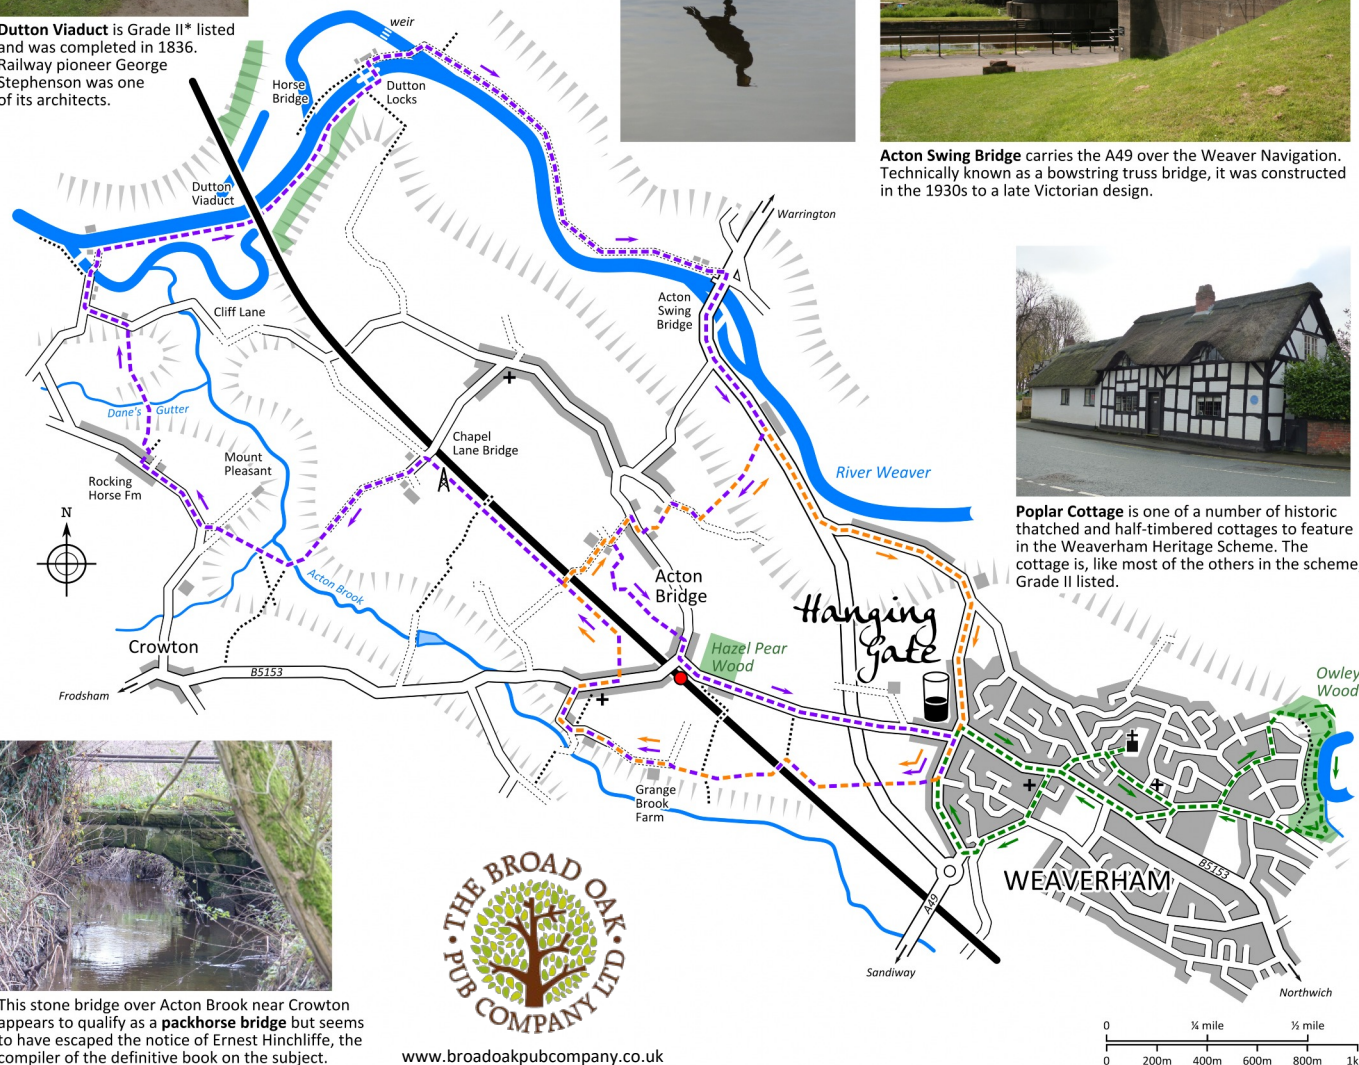 Dutton Viaduct is Grade II* listed
and was completed in 1836.
Railway pioneer George
Stephenson was one
of its architects.
weir
Horse
Bridge
Dutton
Locks
Dutton
Viaduct
Acton Swing Bridge carries the A49 over the Weaver Navigation.
Technically known as a bowstring truss bridge, it was constructed
in the 1930s to a late Victorian design.
Warrington
Cliff Lane
Acton
Swing
Bridge
Dane's Gutter
Chapel
Lane Bridge
Mount
Pleasant
Rocking
Horse Fm
River Weaver
N
Poplar Cottage is one of a number of historic
thatched and half-timbered cottages to feature
in the Weaverham Heritage Scheme. The
cottage is, like most of the others in the scheme
Grade II listed.
Acton Brook
Acton
Bridge
Hanging
Gate
Crowton
Hazel Pear
Wood
B5153
Frodsham
Owley
Wood
Grange
Brook
Farm
WEAVERHAM
B5153
A49
Sandiway
Northwich
THE BROAD OAK
PUB COMPANY LTD
www.broadoakpubcompany.co.uk
This stone bridge over Acton Brook near Crowton
appears to qualify as a packhorse bridge but seems
to have escaped the notice of Ernest Hinchliffe, the
compiler of the definitive book on the subject.
0 ¼ mile ½ mile
0 200m 400m 600m 800m 1k